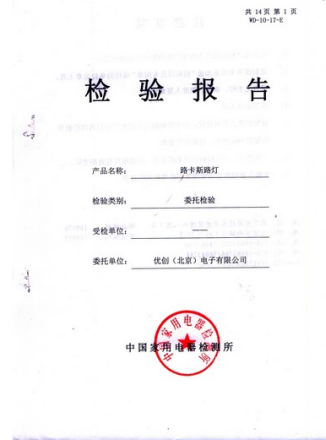 共 14 页 第 1 页
WD-10-17-E
检 验 报 告
产品名称： 路卡斯路灯
检验类别： 委托检验
受检单位： ——
委托单位： 优创（北京）电子有限公司
中国家用电器检测所